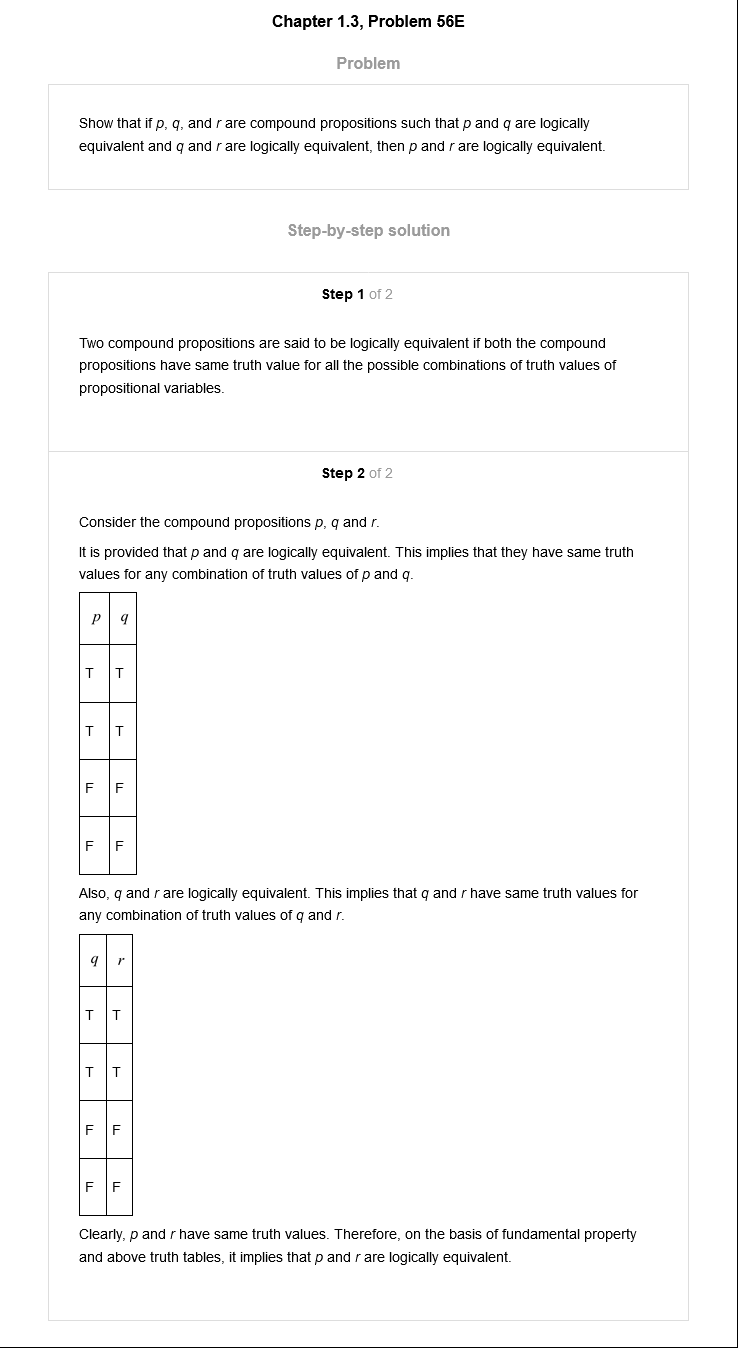 Chapter 1.3, Problem 56E
Problem
Show that if p, q, and r are compound propositions such that p and q are logically
equivalent and q and r are logically equivalent, then p and r are logically equivalent.
Step-by-step solution
Step 1 of 2
Two compound propositions are said to be logically equivalent if both the compound
propositions have same truth value for all the possible combinations of truth values of
propositional variables.
Step 2 of 2
Consider the compound propositions p, q and r.
It is provided that p and q are logically equivalent. This implies that they have same truth
values for any combination of truth values of p and q.
p q
T T
T T
F F
F F
Also, q and r are logically equivalent. This implies that q and r have same truth values for
any combination of truth values of q and r.
q r
T T
T T
F F
F F
Clearly, p and r have same truth values. Therefore, on the basis of fundamental property
and above truth tables, it implies that p and r are logically equivalent.